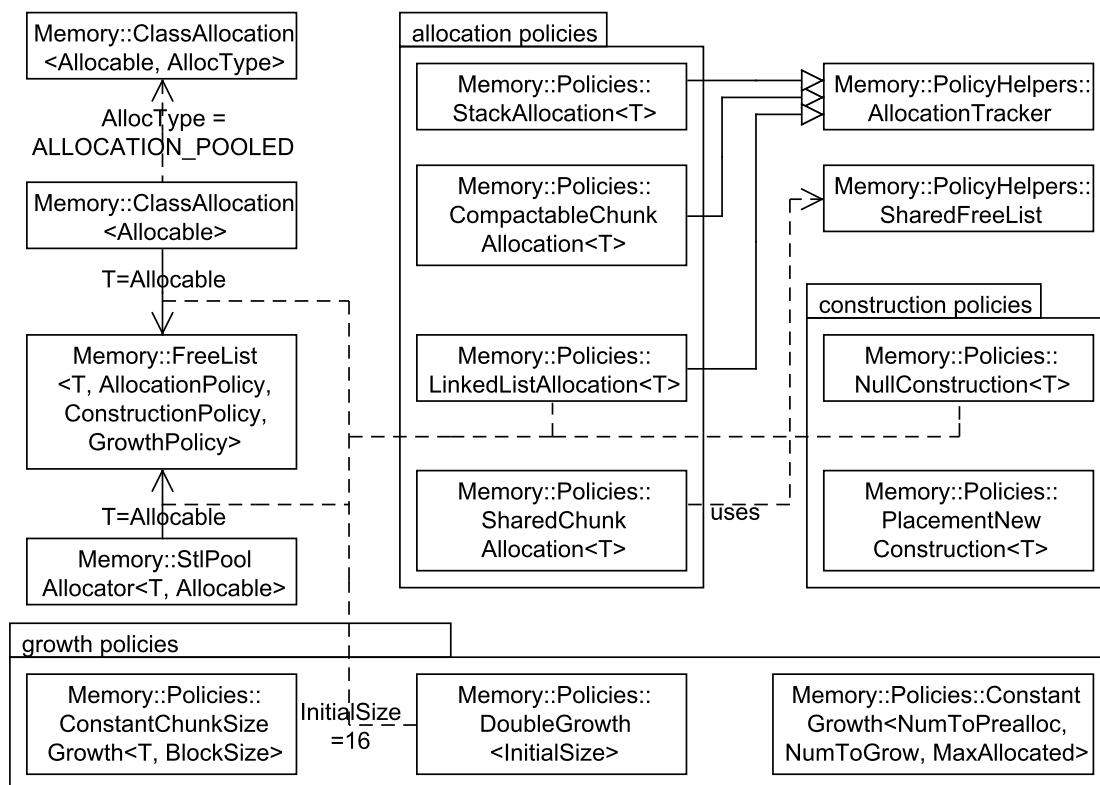 Memory::ClassAllocation
<Allocable, AllocType>
AllocType =
ALLOCATION_POOLED
Memory::ClassAllocation
<Allocable>
T=Allocable
Memory::FreeList
<T, AllocationPolicy,
ConstructionPolicy,
GrowthPolicy>
T=Allocable
Memory::StlPool
Allocator<T, Allocable>
allocation policies
Memory::Policies::
StackAllocation<T>
Memory::Policies::
CompactableChunk
Allocation<T>
Memory::Policies::
LinkedListAllocation<T>
Memory::Policies::
SharedChunk
Allocation<T>
uses
Memory::PolicyHelpers::
AllocationTracker
Memory::PolicyHelpers::
SharedFreeList
construction policies
Memory::Policies::
NullConstruction<T>
Memory::Policies::
PlacementNew
Construction<T>
growth policies
Memory::Policies::
ConstantChunkSize
Growth<T, BlockSize>
InitialSize
=16
Memory::Policies::
DoubleGrowth
<InitialSize>
Memory::Policies::Constant
Growth<NumToPrealloc,
NumToGrow, MaxAllocated>